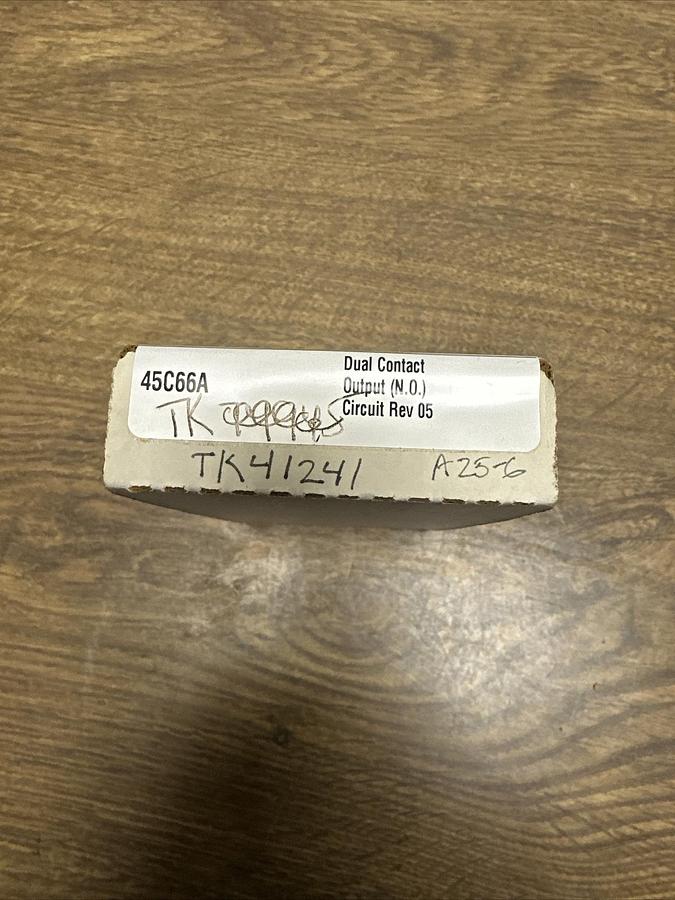 45C66A
Dual Contact
Output (N.O.)
Circuit Rev 05
TK
TK41241
A25-6